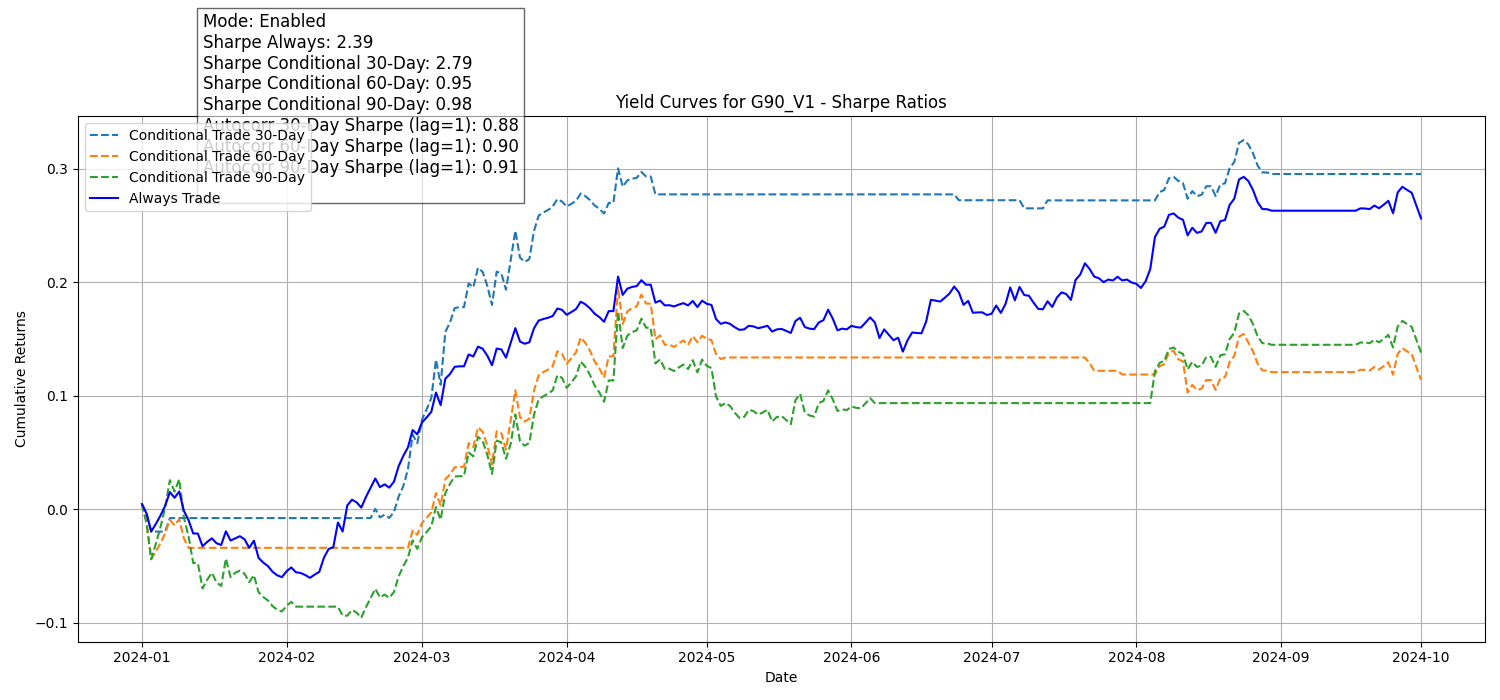 Mode: Enabled
Sharpe Always: 2.39
Sharpe Conditional 30-Day: 2.79
Sharpe Conditional 60-Day: 0.95
Sharpe Conditional 90-Day: 0.98
Autocorr 30-Day Sharpe (lag=1): 0.88
Autocorr 60-Day Sharpe (lag=1): 0.90
Autocorr 90-Day Sharpe (lag=1): 0.91
Yield Curves for G90_V1 - Sharpe Ratios
Conditional Trade 30-Day
Conditional Trade 60-Day
Conditional Trade 90-Day
Always Trade
Cumulative Returns
0.3
0.2
0.1
0.0
−0.1
2024-01
2024-02
2024-03
2024-04
2024-05
2024-06
2024-07
2024-08
2024-09
2024-10
Date